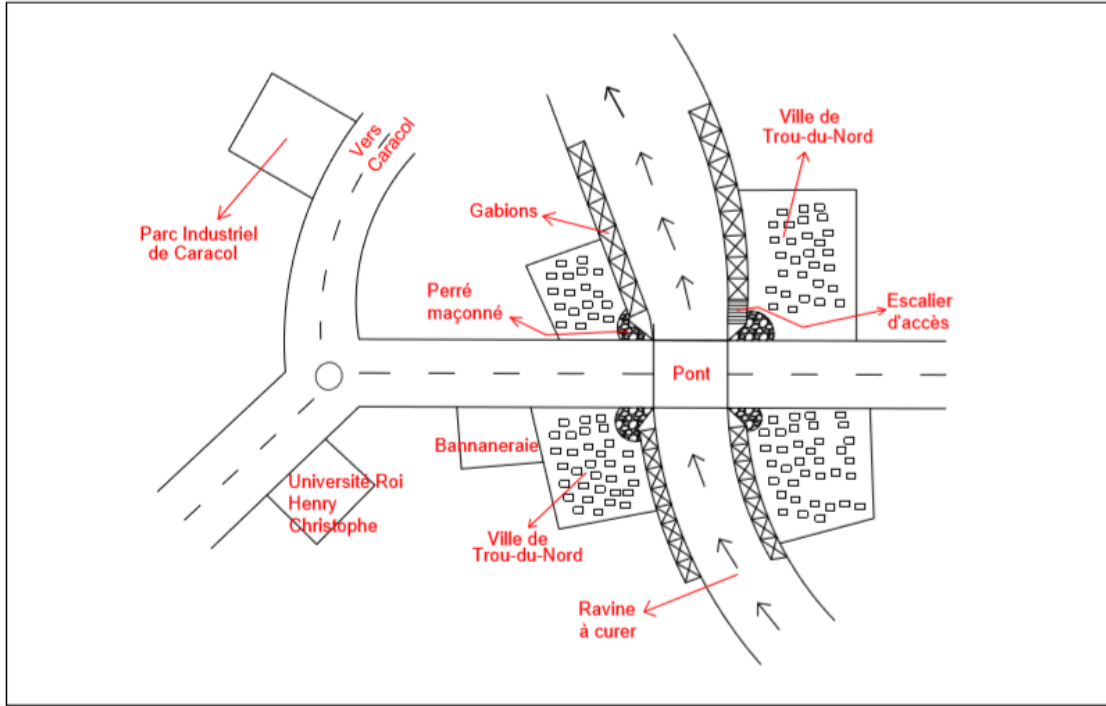 Vers
Caracol
Ville de
Trou-du-Nord
Parc Industriel
de Caracol
Gabions
Perré
maçonné
Escalier
d'accès
Pont
Bannaneraie
Université Roi
Henry
Christophe
Ville de
Trou-du-Nord
Ravine
à curer